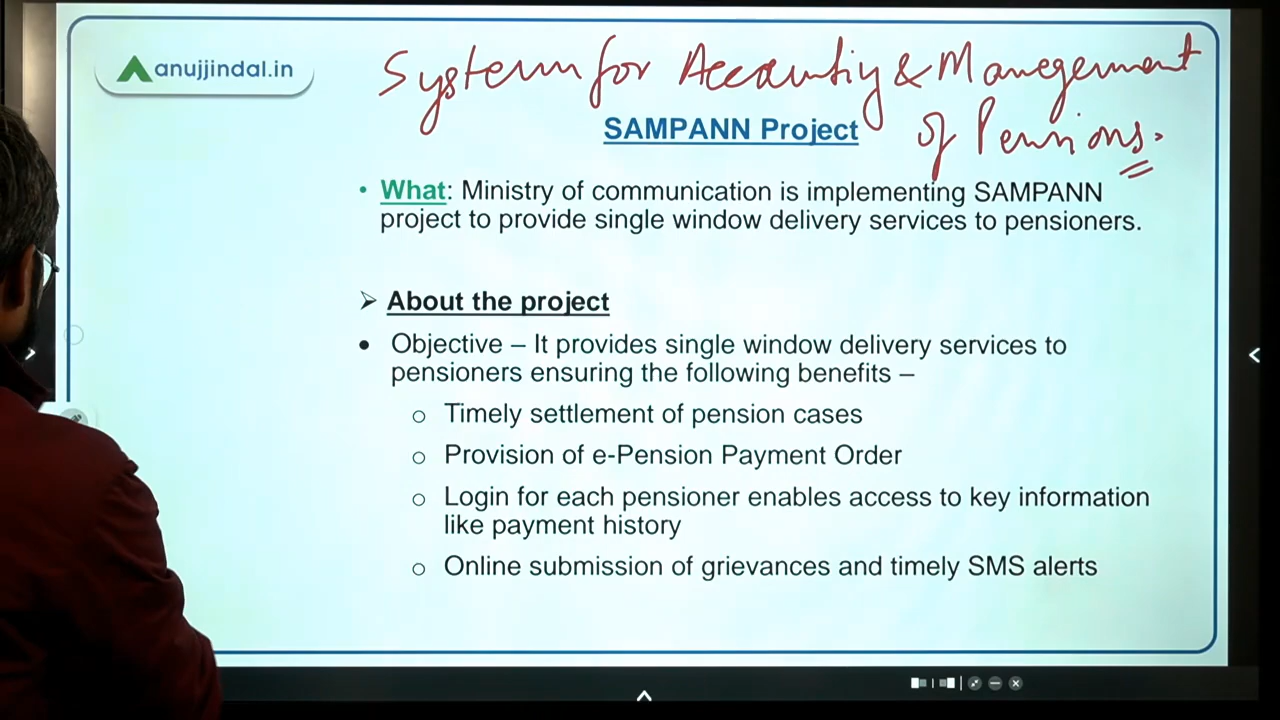 anujjindal.in
System for Accounting & Management
of Pensions.
SAMPANN Project
• What: Ministry of communication is implementing SAMPANN
project to provide single window delivery services to pensioners.
➢ About the project
• Objective – It provides single window delivery services to
pensioners ensuring the following benefits –
o Timely settlement of pension cases
o Provision of e-Pension Payment Order
o Login for each pensioner enables access to key information
like payment history
o Online submission of grievances and timely SMS alerts